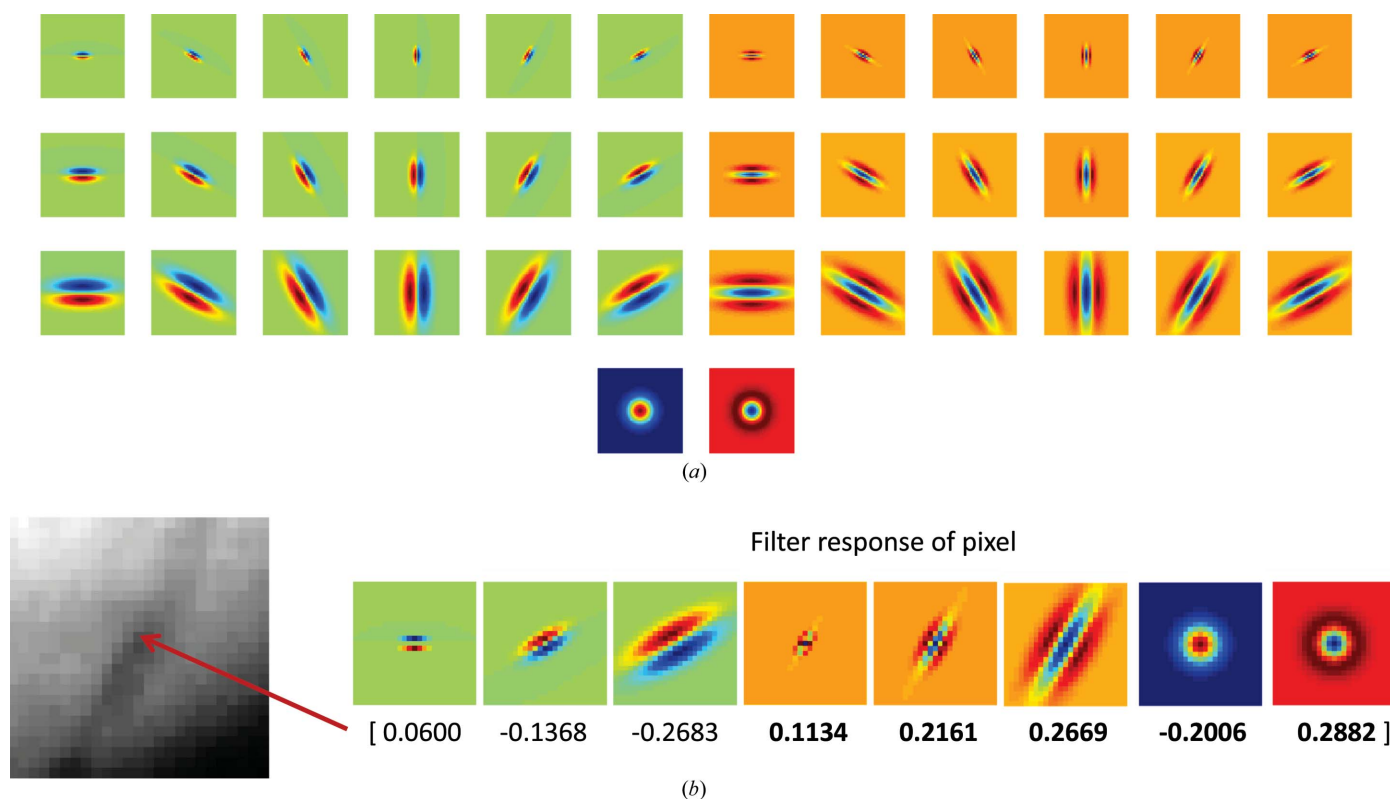 (a)
Filter response of pixel
[ 0.0600 -0.1368 -0.2683 0.1134 0.2161 0.2669 -0.2006 0.2882 ]
(b)